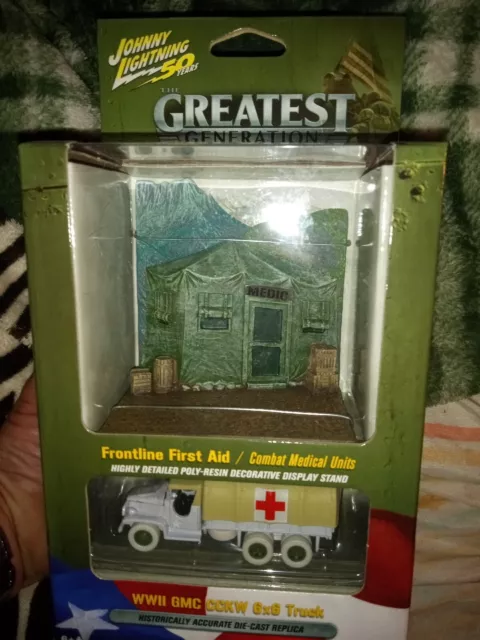 JOHNNY
LIGHTNING
50 YEARS
THE
GREATEST
GENERATION
MEDIC
Frontline First Aid / Combat Medical Units
HIGHLY DETAILED POLY-RESIN DECORATIVE DISPLAY STAND
WWII GMC CCKW 6x6 Truck
HISTORICALLY ACCURATE DIE-CAST REPLICA